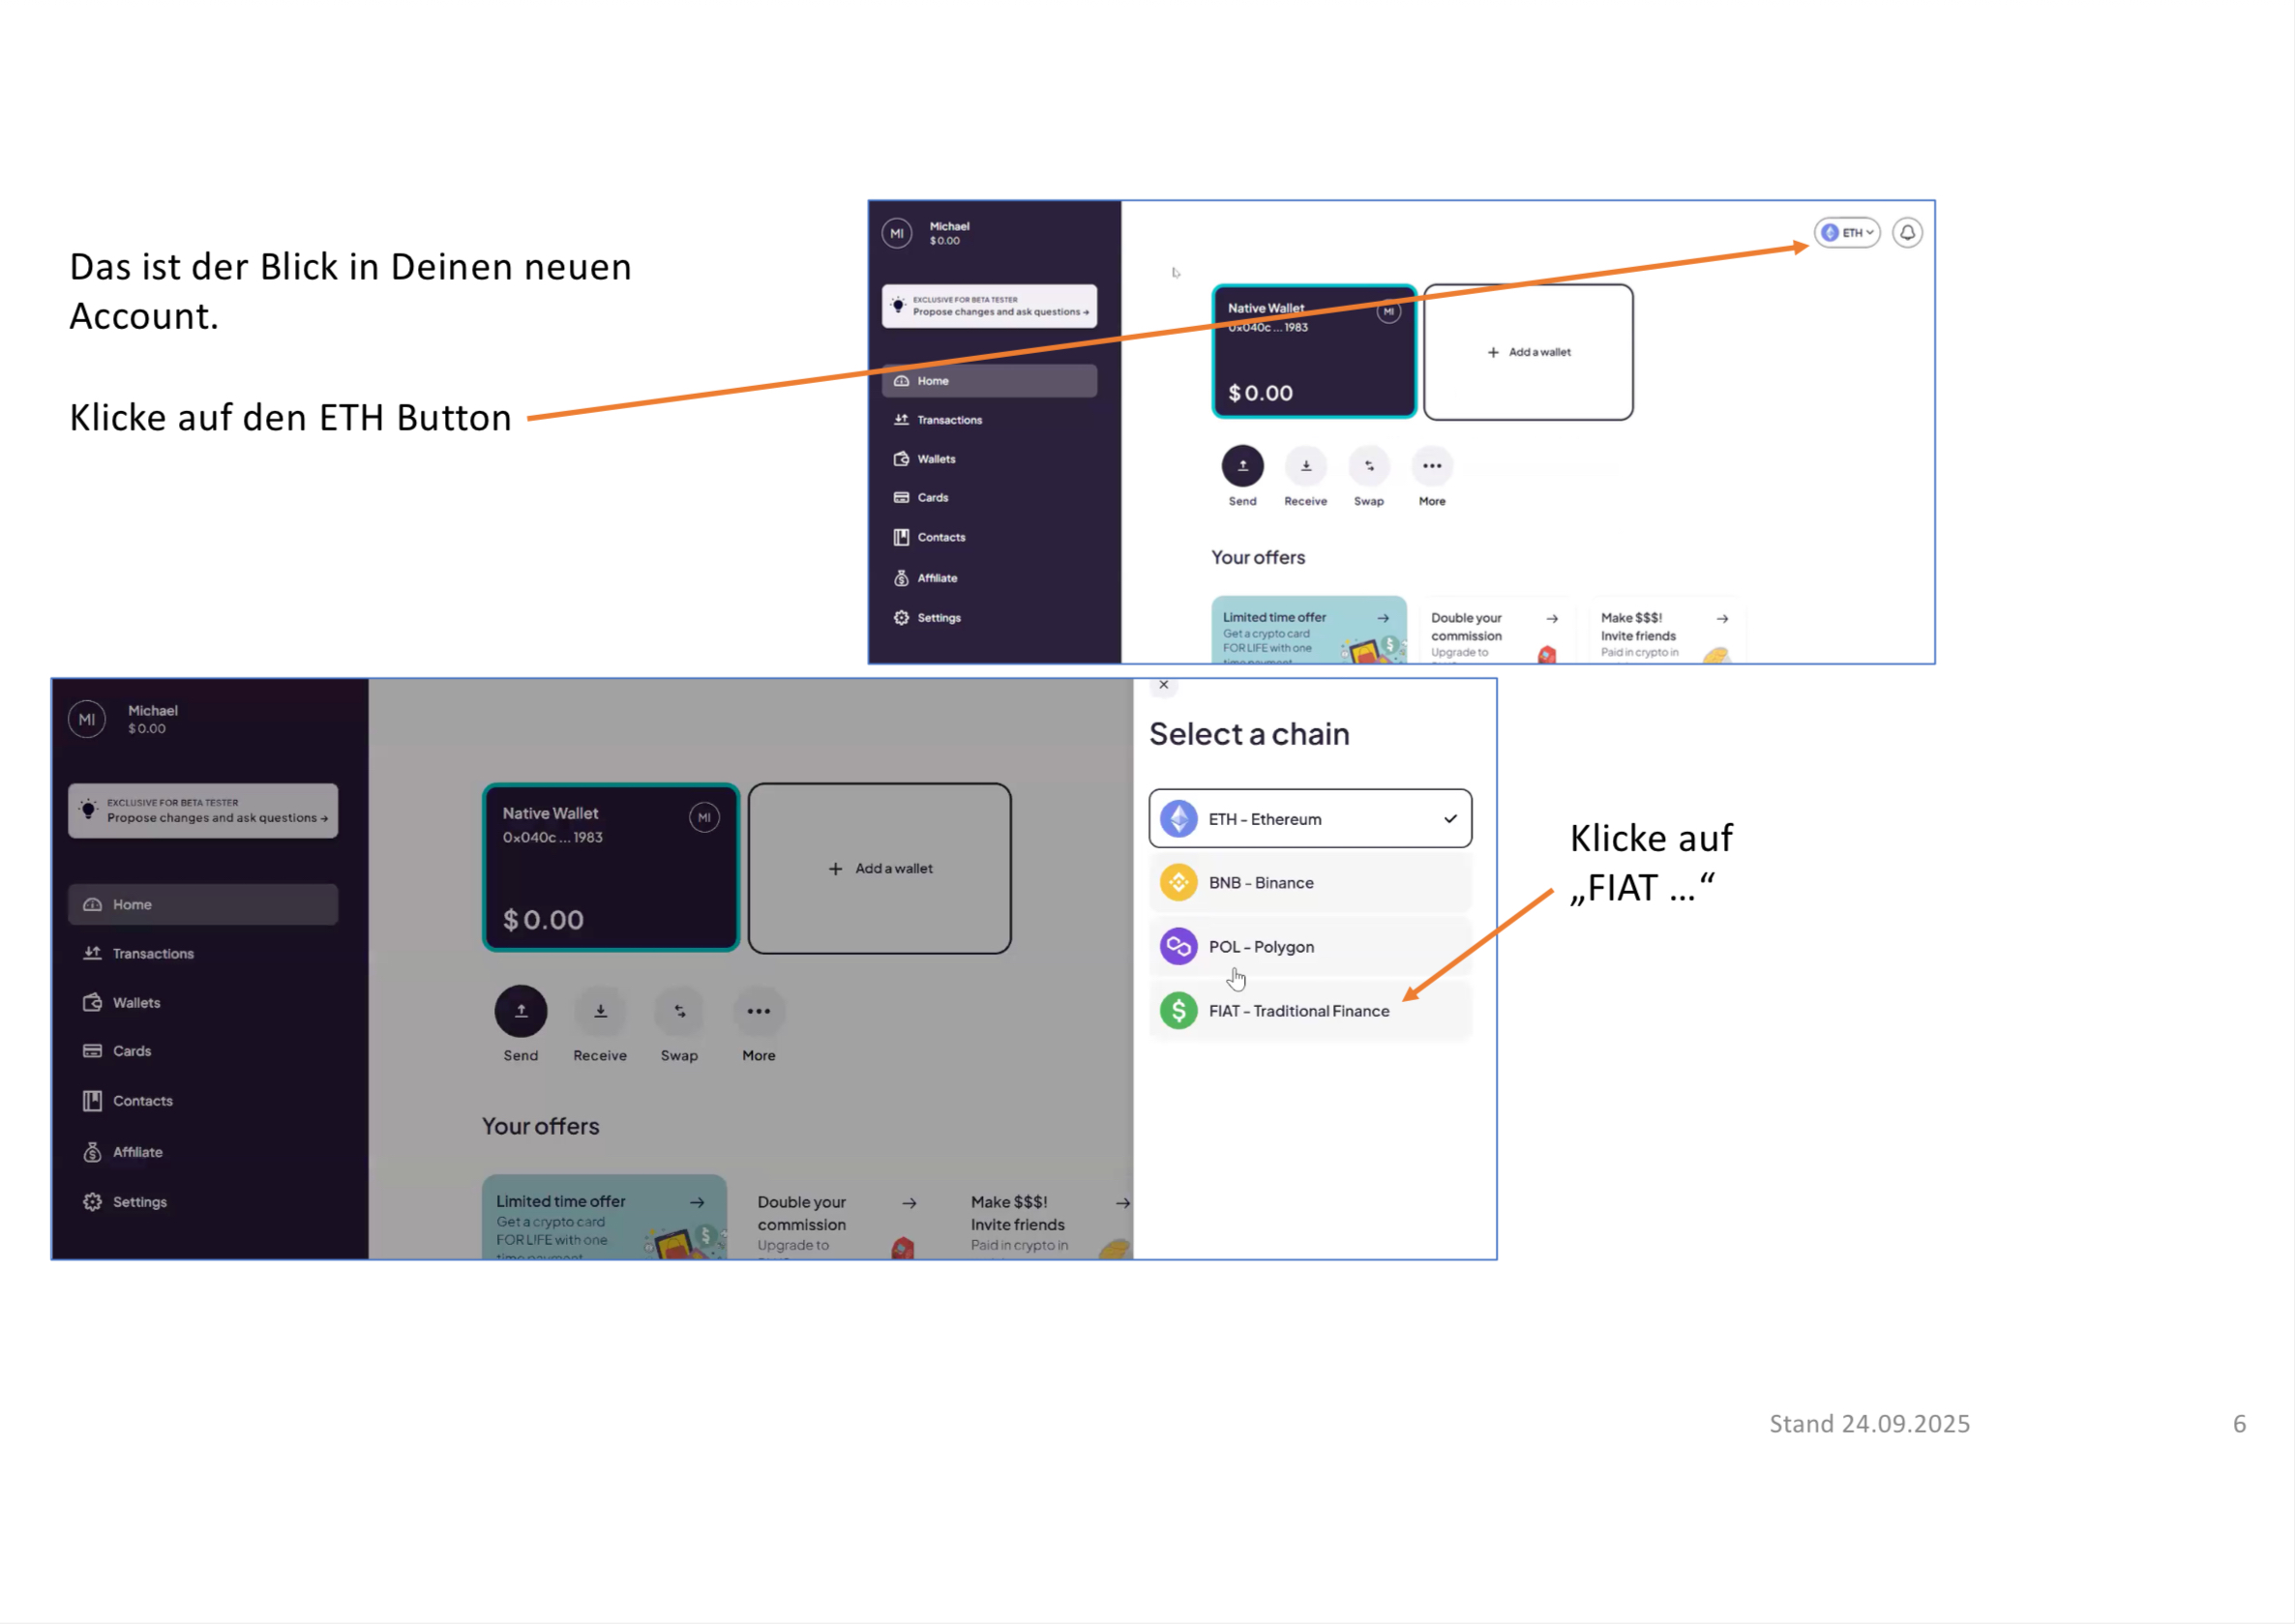 Das ist der Blick in Deinen neuen
Account.
Klicke auf den ETH Button
MI
Michael
$0.00
EXCLUSIVE FOR BETA TESTER
Propose changes and ask questions →
Home
Transactions
Wallets
Cards
Contacts
Affiliate
Settings
ETH
Native Wallet
MI
0x040c ... 1983
$0.00
+ Add a wallet
Send
Receive
Swap
More
Your offers
Limited time offer →
Get a crypto card
FOR LIFE with one
time payment
Double your →
commission
Upgrade to
Make $$$! →
Invite friends
Paid in crypto in
MI
Michael
$0.00
EXCLUSIVE FOR BETA TESTER
Propose changes and ask questions →
Home
Transactions
Wallets
Cards
Contacts
Affiliate
Settings
Native Wallet
MI
0x040c ... 1983
$0.00
+ Add a wallet
Send
Receive
Swap
More
Your offers
Limited time offer →
Get a crypto card
FOR LIFE with one
time payment
Double your →
commission
Upgrade to
Make $$$! →
Invite friends
Paid in crypto in
Select a chain
ETH - Ethereum
BNB - Binance
POL - Polygon
FIAT - Traditional Finance
Klicke auf
„FIAT …“
Stand 24.09.2025
6